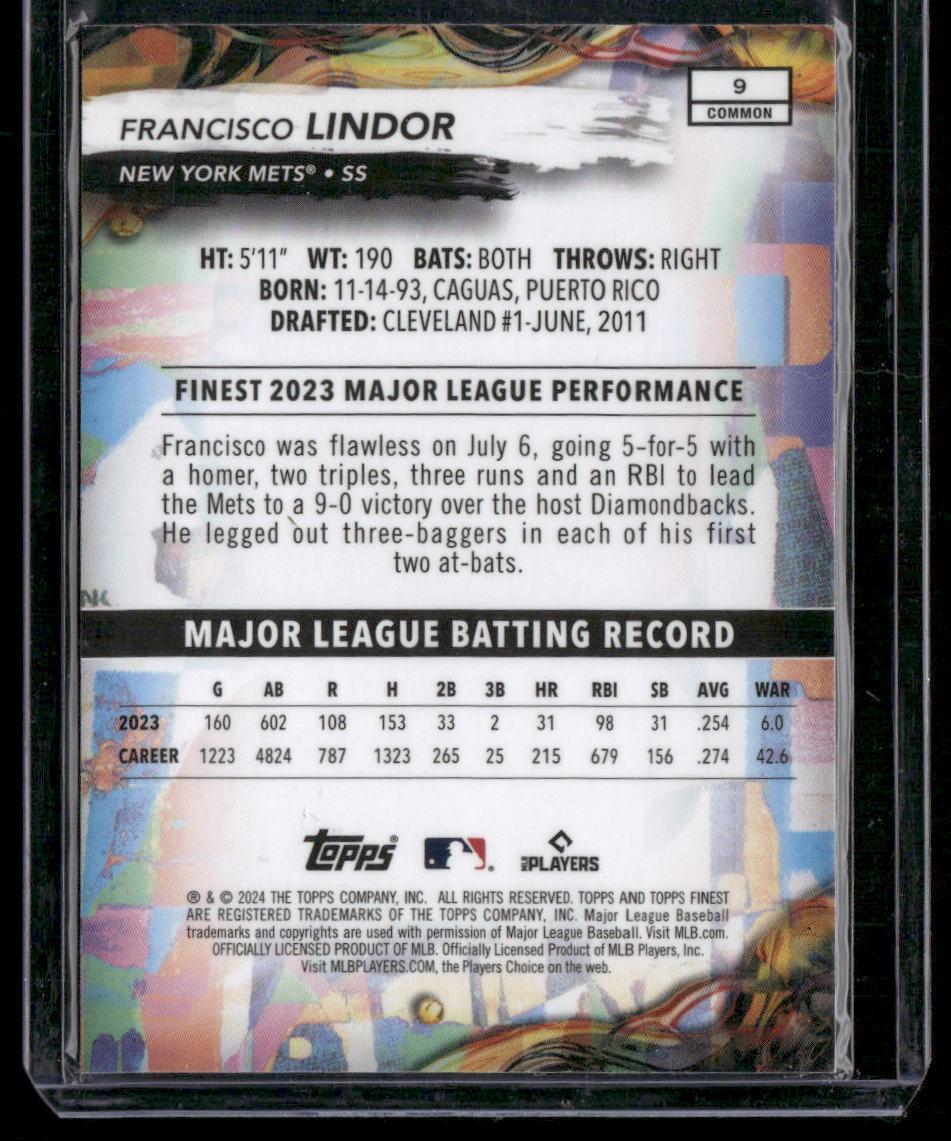 9
COMMON
FRANCISCO LINDOR
NEW YORK METS® • SS
HT: 5'11" WT: 190 BATS: BOTH THROWS: RIGHT
BORN: 11-14-93, CAGUAS, PUERTO RICO
DRAFTED: CLEVELAND #1-JUNE, 2011
FINEST 2023 MAJOR LEAGUE PERFORMANCE
Francisco was flawless on July 6, going 5-for-5 with
a homer, two triples, three runs and an RBI to lead
the Mets to a 9-0 victory over the host Diamondbacks.
He legged out three-baggers in each of his first
two at-bats.
MAJOR LEAGUE BATTING RECORD
G AB R H 2B 3B HR RBI SB AVG WAR
2023 160 602 108 153 33 2 31 98 31 .254 6.0
CAREER 1223 4824 787 1323 265 25 215 679 156 .274 42.6
TOPPS® ® MLB PLAYERS
® & © 2024 THE TOPPS COMPANY, INC. ALL RIGHTS RESERVED. TOPPS AND TOPPS FINEST
ARE REGISTERED TRADEMARKS OF THE TOPPS COMPANY, INC. Major League Baseball
trademarks and copyrights are used with permission of Major League Baseball. Visit MLB.com.
OFFICIALLY LICENSED PRODUCT OF MLB. Officially Licensed Product of MLB Players, Inc.
Visit MLBPLAYERS.COM, the Players Choice on the web.